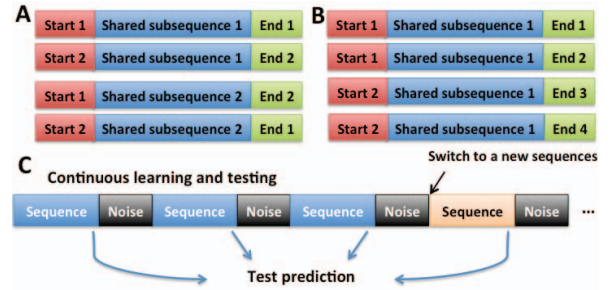 A
Start 1 Shared subsequence 1 End 1
Start 2 Shared subsequence 1 End 2
Start 1 Shared subsequence 2 End 2
Start 2 Shared subsequence 2 End 1
B
Start 1 Shared subsequence 1 End 1
Start 1 Shared subsequence 1 End 2
Start 2 Shared subsequence 1 End 3
Start 2 Shared subsequence 1 End 4
C
Continuous learning and testing
Switch to a new sequences
Sequence Noise Sequence Noise Sequence Noise Sequence Noise ...
Test prediction